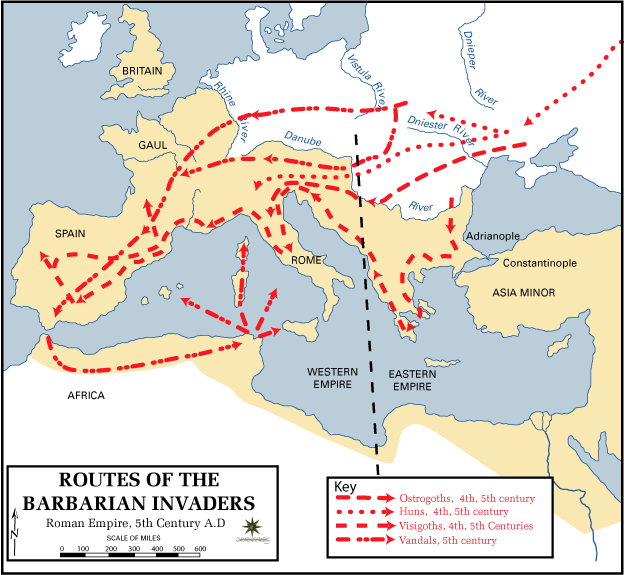 BRITAIN
Rhine
River
Vistula River
Dnieper
River
Dniester River
GAUL
Danube
River
SPAIN
ROME
Adrianople
Constantinople
ASIA MINOR
WESTERN
EMPIRE
EASTERN
EMPIRE
AFRICA
ROUTES OF THE
BARBARIAN INVADERS
Roman Empire, 5th Century A.D
SCALE OF MILES
0 100 200 300 400 500 600
N
Key
Ostrogoths, 4th, 5th century
Huns, 4th, 5th century
Visigoths, 4th, 5th Centuries
Vandals, 5th century